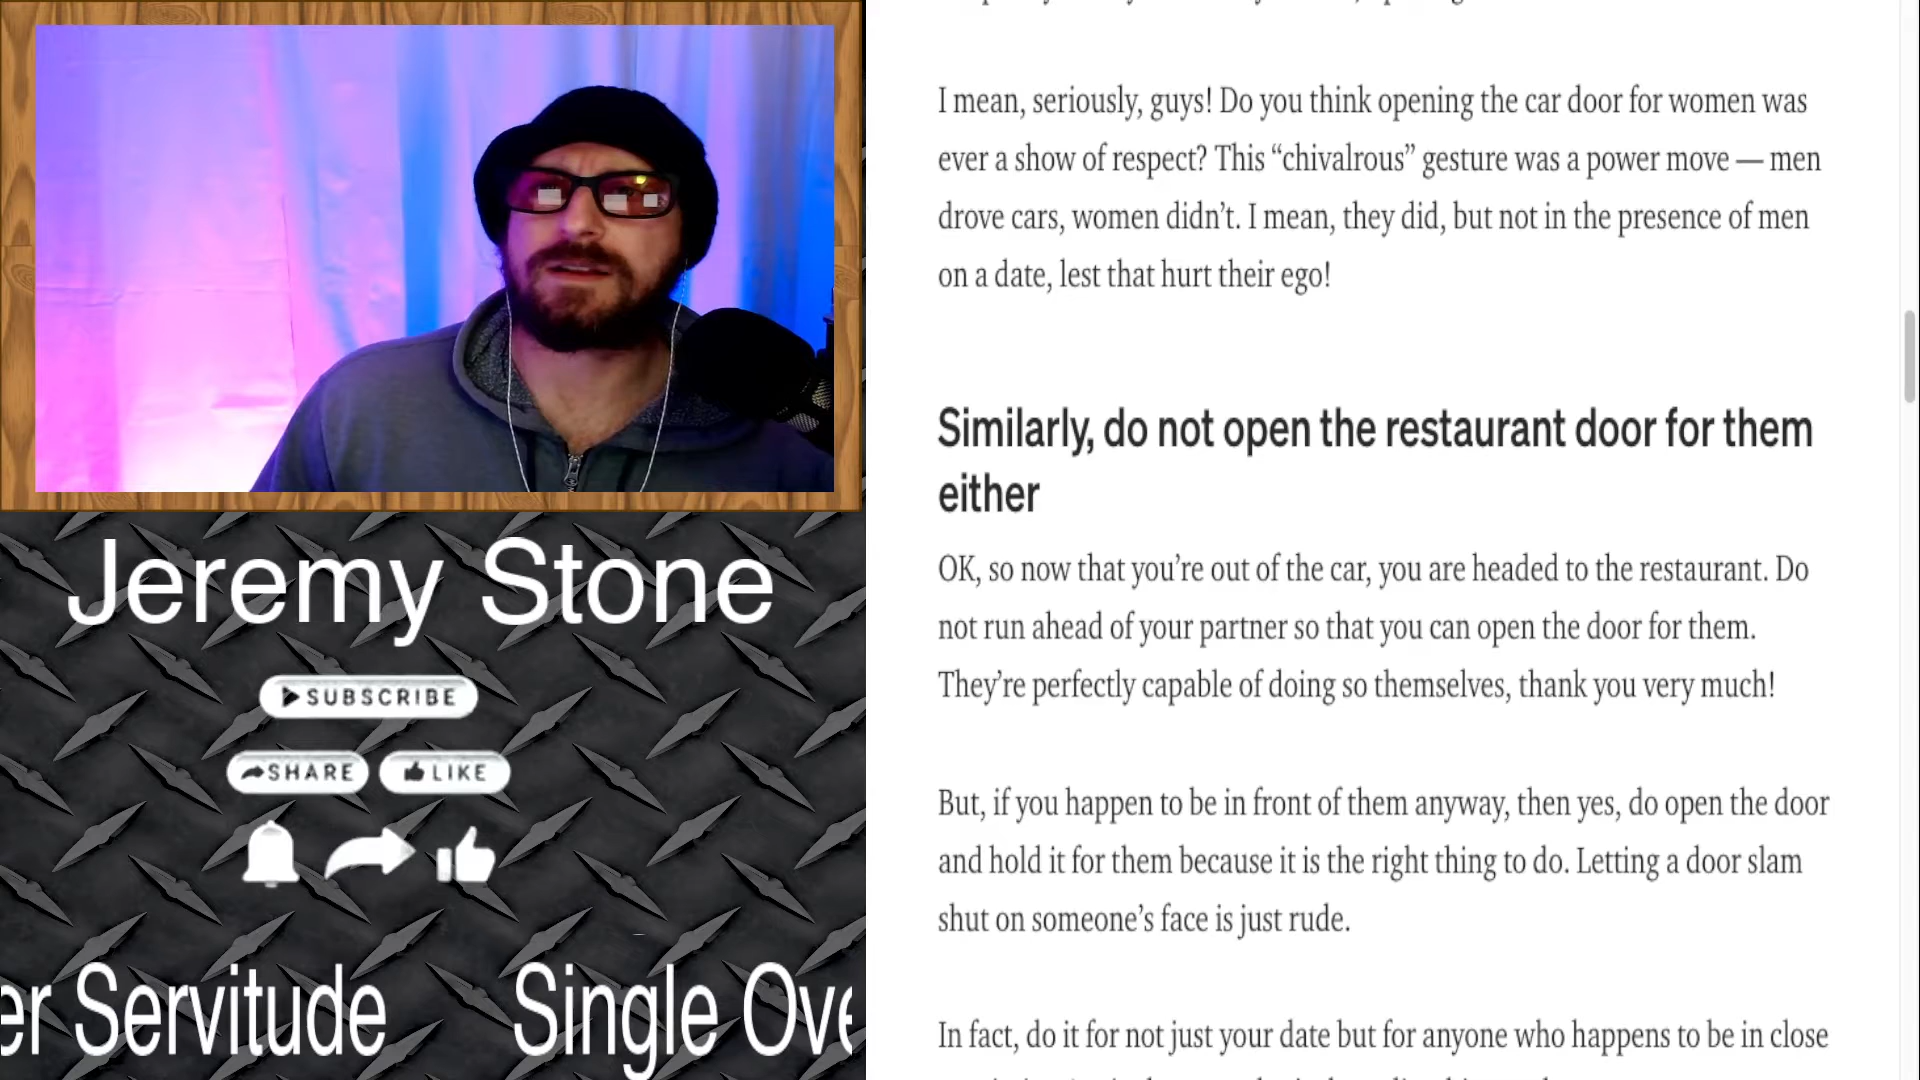 I mean, seriously, guys! Do you think opening the car door for women was
ever a show of respect? This “chivalrous” gesture was a power move — men
drove cars, women didn’t. I mean, they did, but not in the presence of men
on a date, lest that hurt their ego!
Similarly, do not open the restaurant door for them
either
OK, so now that you’re out of the car, you are headed to the restaurant. Do
not run ahead of your partner so that you can open the door for them.
They’re perfectly capable of doing so themselves, thank you very much!
But, if you happen to be in front of them anyway, then yes, do open the door
and hold it for them because it is the right thing to do. Letting a door slam
shut on someone’s face is just rude.
In fact, do it for not just your date but for anyone who happens to be in close
Jeremy Stone
SUBSCRIBE
SHARE LIKE
er Servitude Single Ove